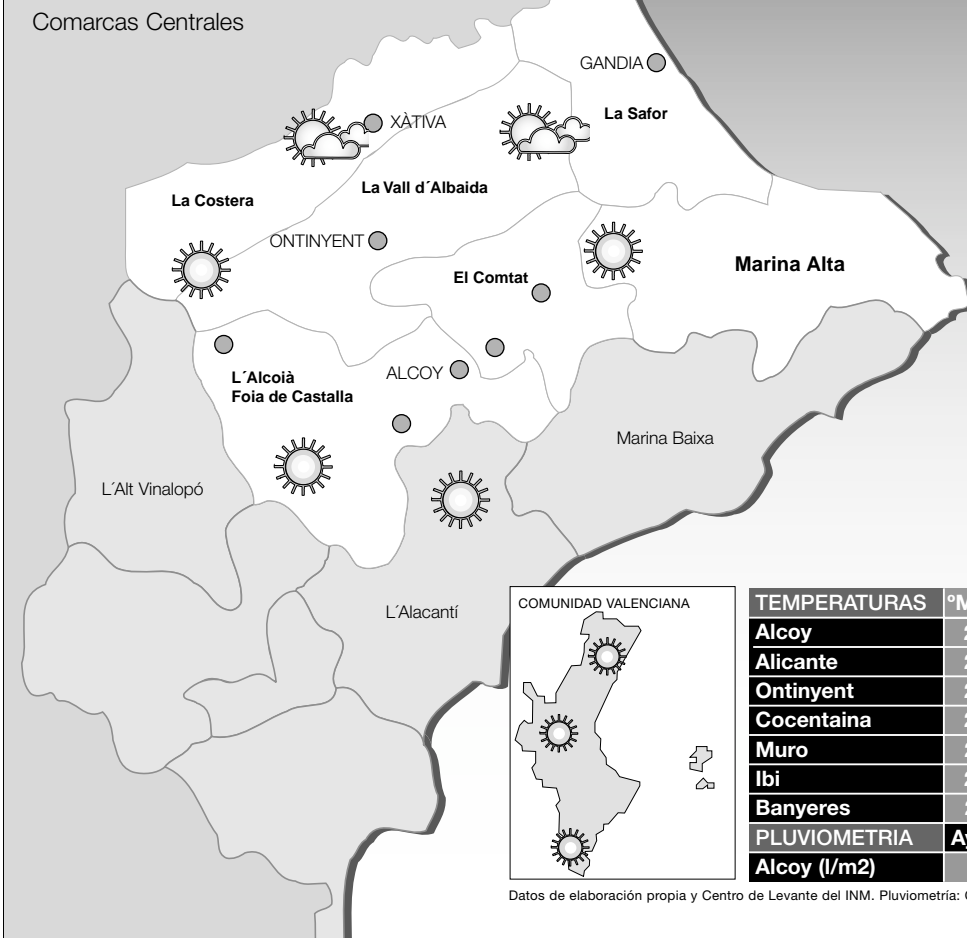 Comarcas Centrales
GANDIA
La Safor
XÀTIVA
La Vall d´Albaida
La Costera
ONTINYENT
El Comtat
Marina Alta
L´Alcoià
Foia de Castalla
ALCOY
Marina Baixa
L´Alt Vinalopó
L´Alacantí
COMUNIDAD VALENCIANA
TEMPERATURAS
Alcoy
Alicante
Ontinyent
Cocentaina
Muro
Ibi
Banyeres
PLUVIOMETRIA
Alcoy (l/m2)
Datos de elaboración propia y Centro de Levante del INM. Pluviometría: